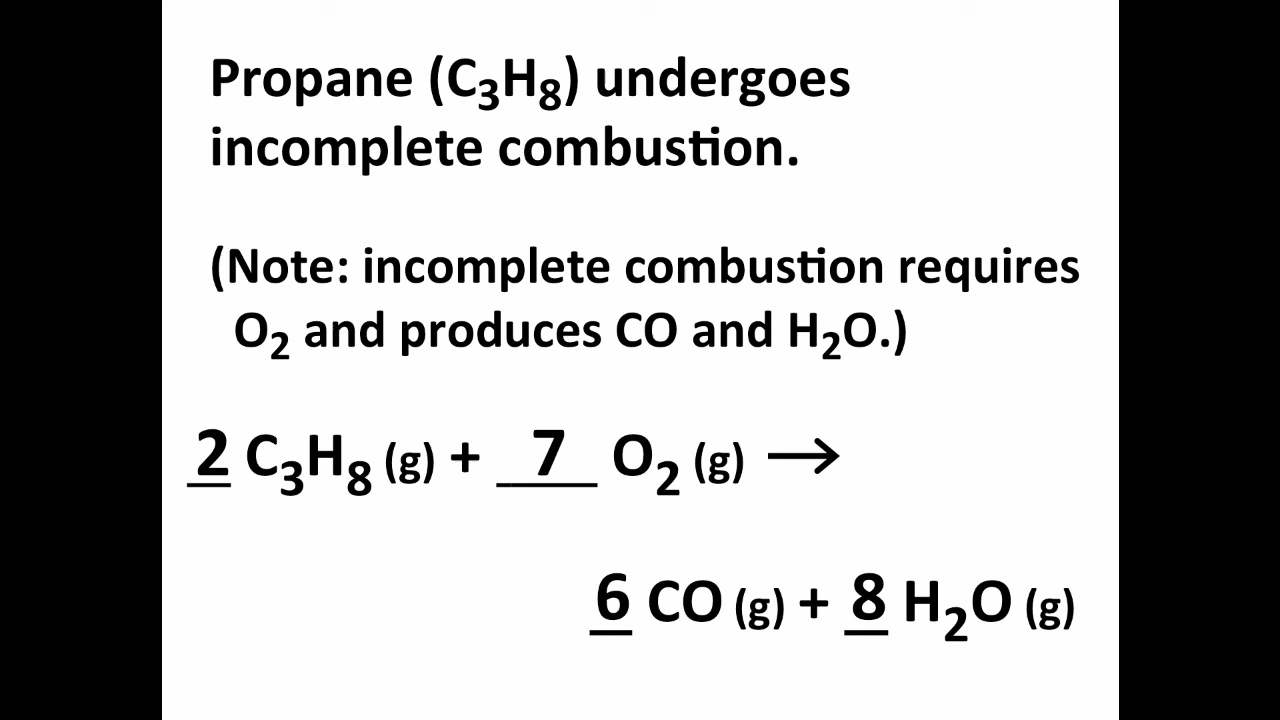 Propane (C₃H₈) undergoes
incomplete combustion.
(Note: incomplete combustion requires
O₂ and produces CO and H₂O.)
2 C₃H₈ (g) + 7 O₂ (g) →
6 CO (g) + 8 H₂O (g)